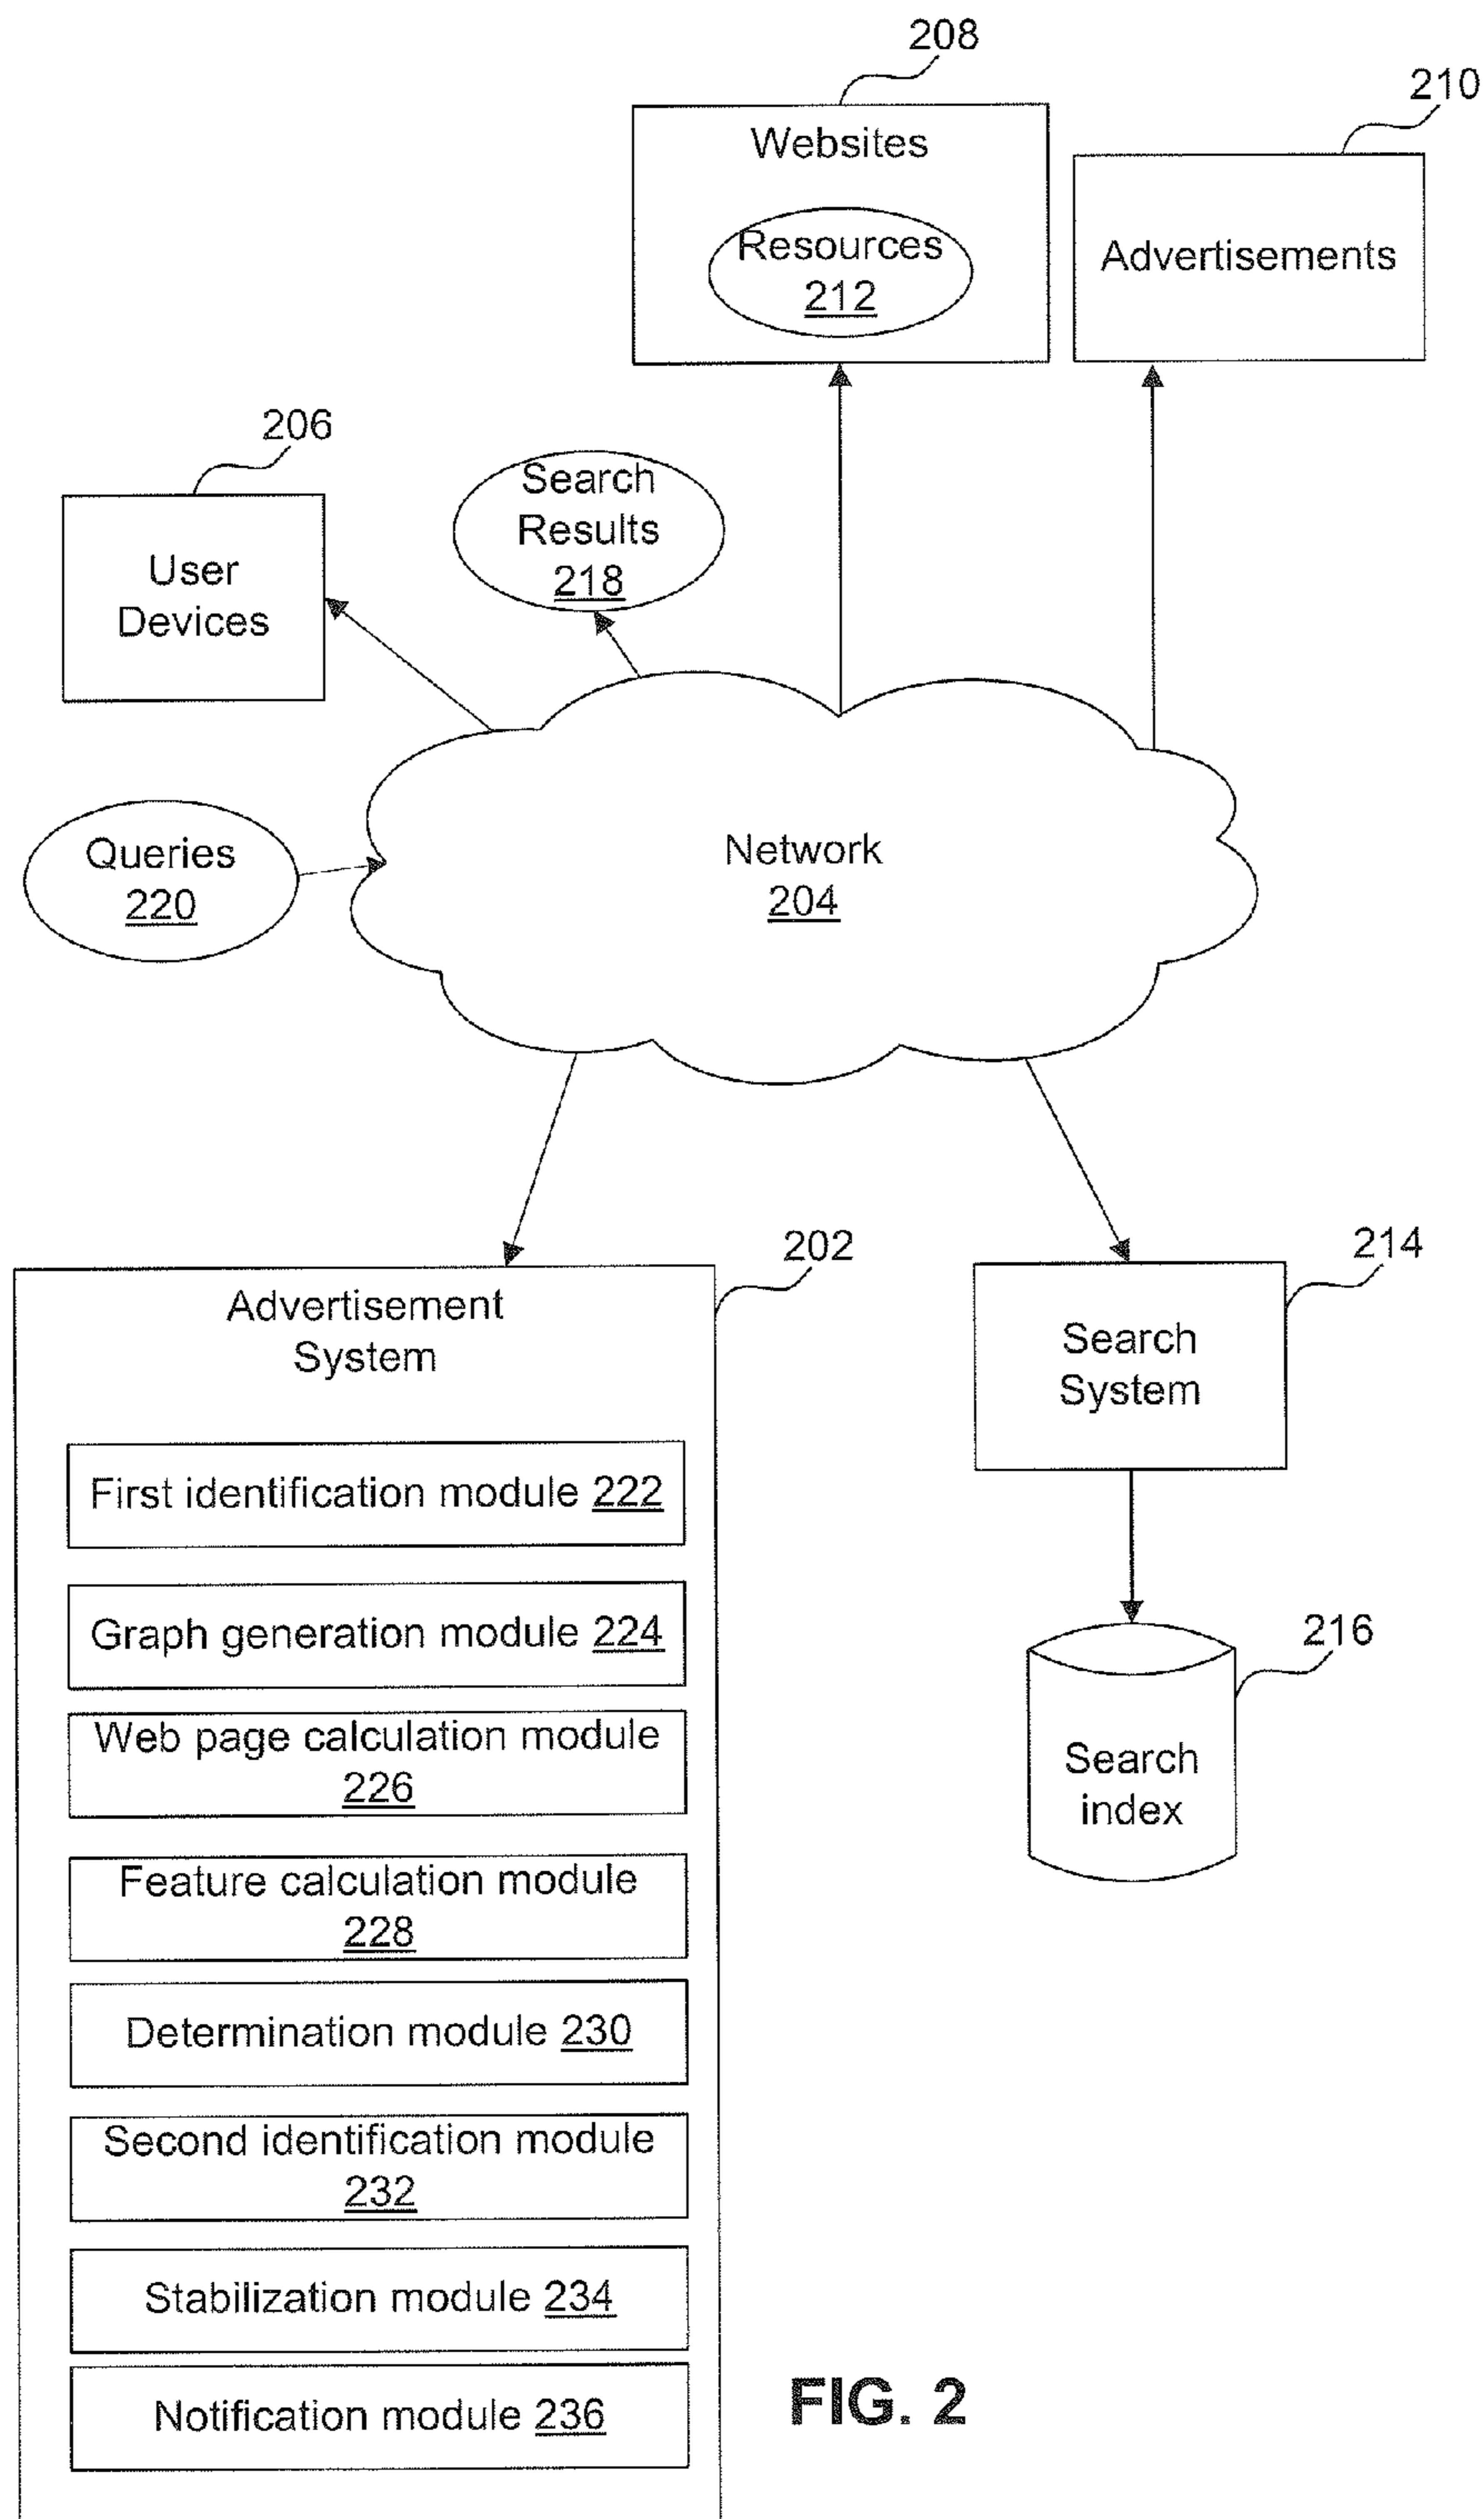 208
210
Websites
Resources
212
Advertisements
206
Search
Results
218
User
Devices
Queries
220
Network
204
202
214
Advertisement
System
Search
System
First identification module 222
Graph generation module 224
216
Web page calculation module
226
Search
index
Feature calculation module
228
Determination module 230
Second identification module
232
Stabilization module 234
Notification module 236
FIG. 2